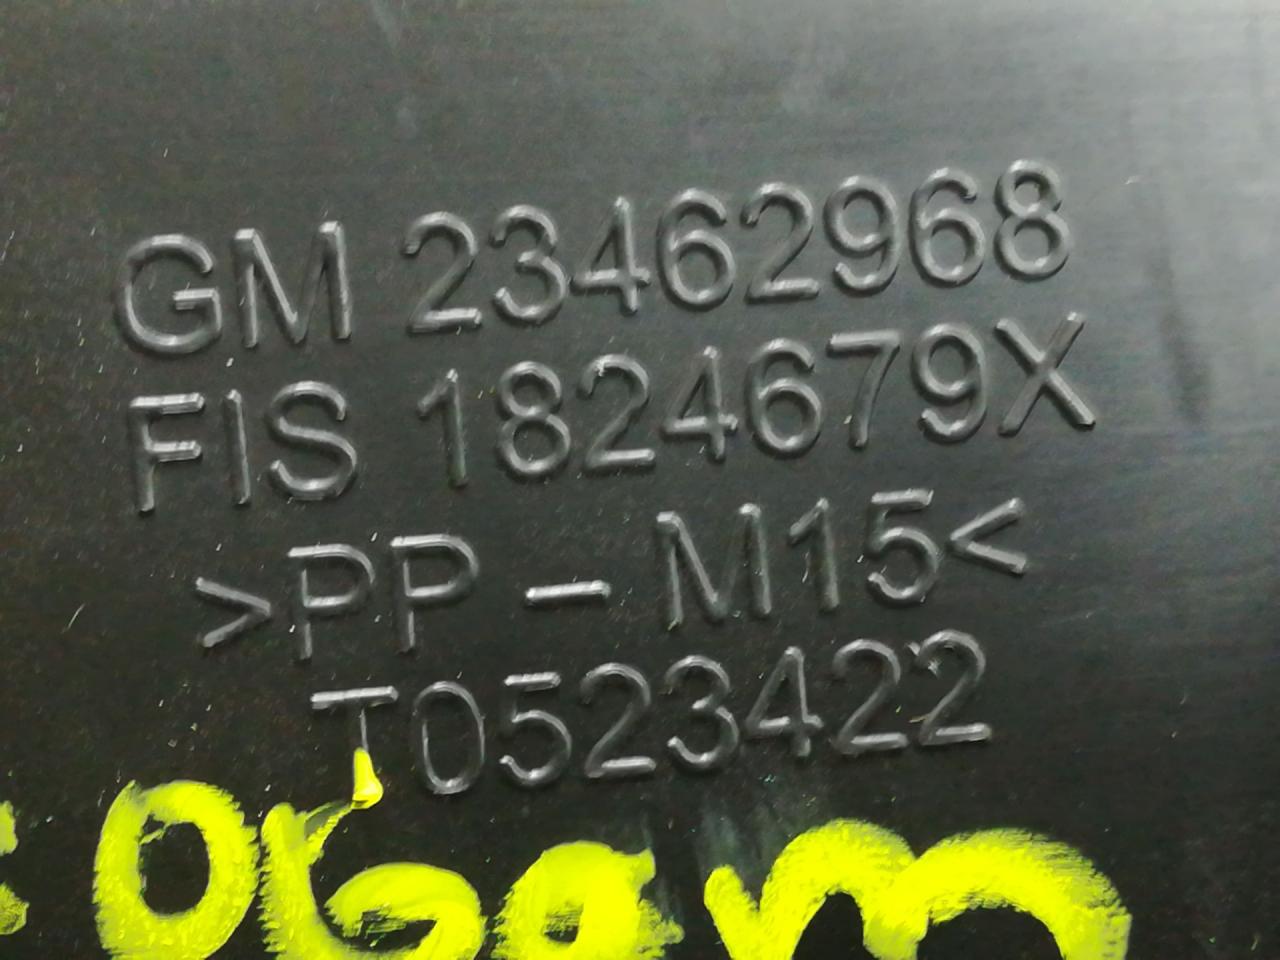 GM 23462968
FIS 1824679X
>PP - M15<
T0523422